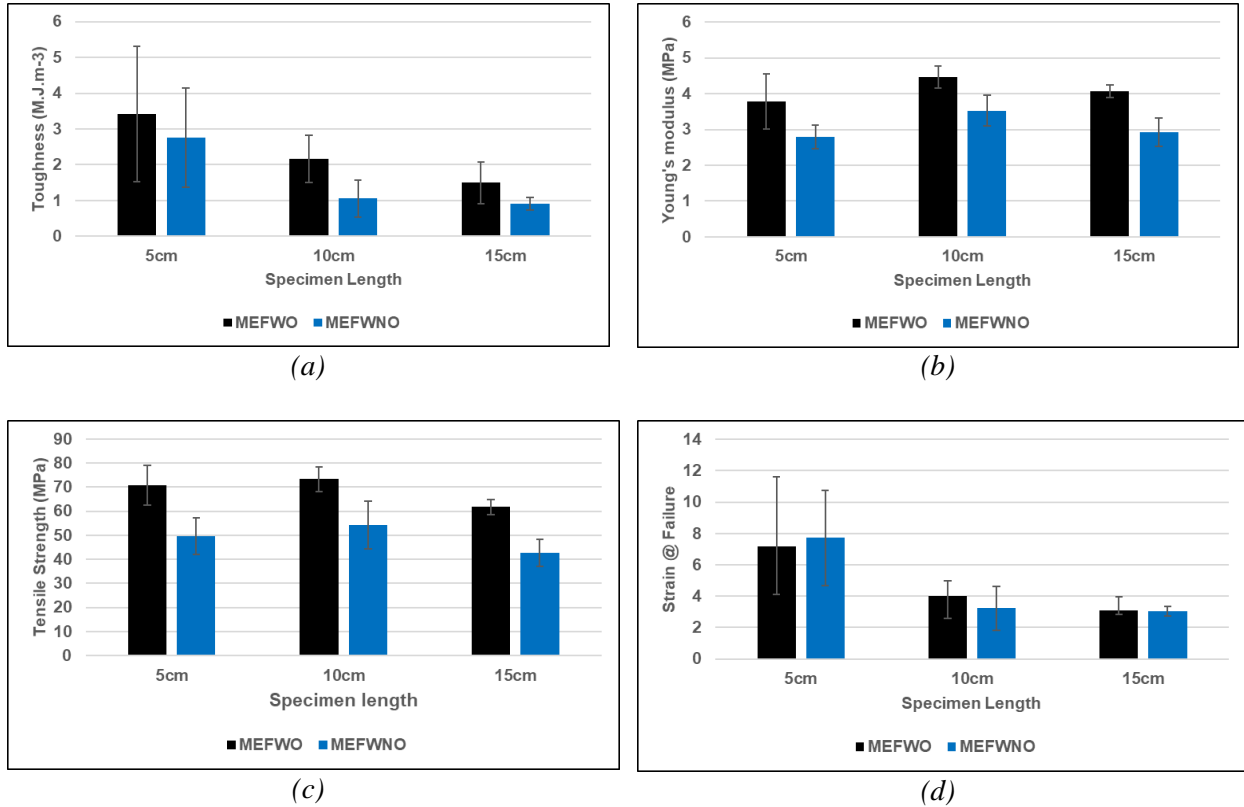 Toughness (M.J.m-3)
6
5
4
3
2
1
0
5cm 10cm 15cm
Specimen Length
MEFWO MEFWNO
(a)
Young's modulus (MPa)
6
5
4
3
2
1
0
5cm 10cm 15cm
Specimen Length
MEFWO MEFWNO
(b)
Tensile Strength (MPa)
90
80
70
60
50
40
30
20
10
0
5cm 10cm 15cm
Specimen length
MEFWO MEFWNO
(c)
Strain @ Failure
14
12
10
8
6
4
2
0
5cm 10cm 15cm
Specimen Length
MEFWO MEFWNO
(d)